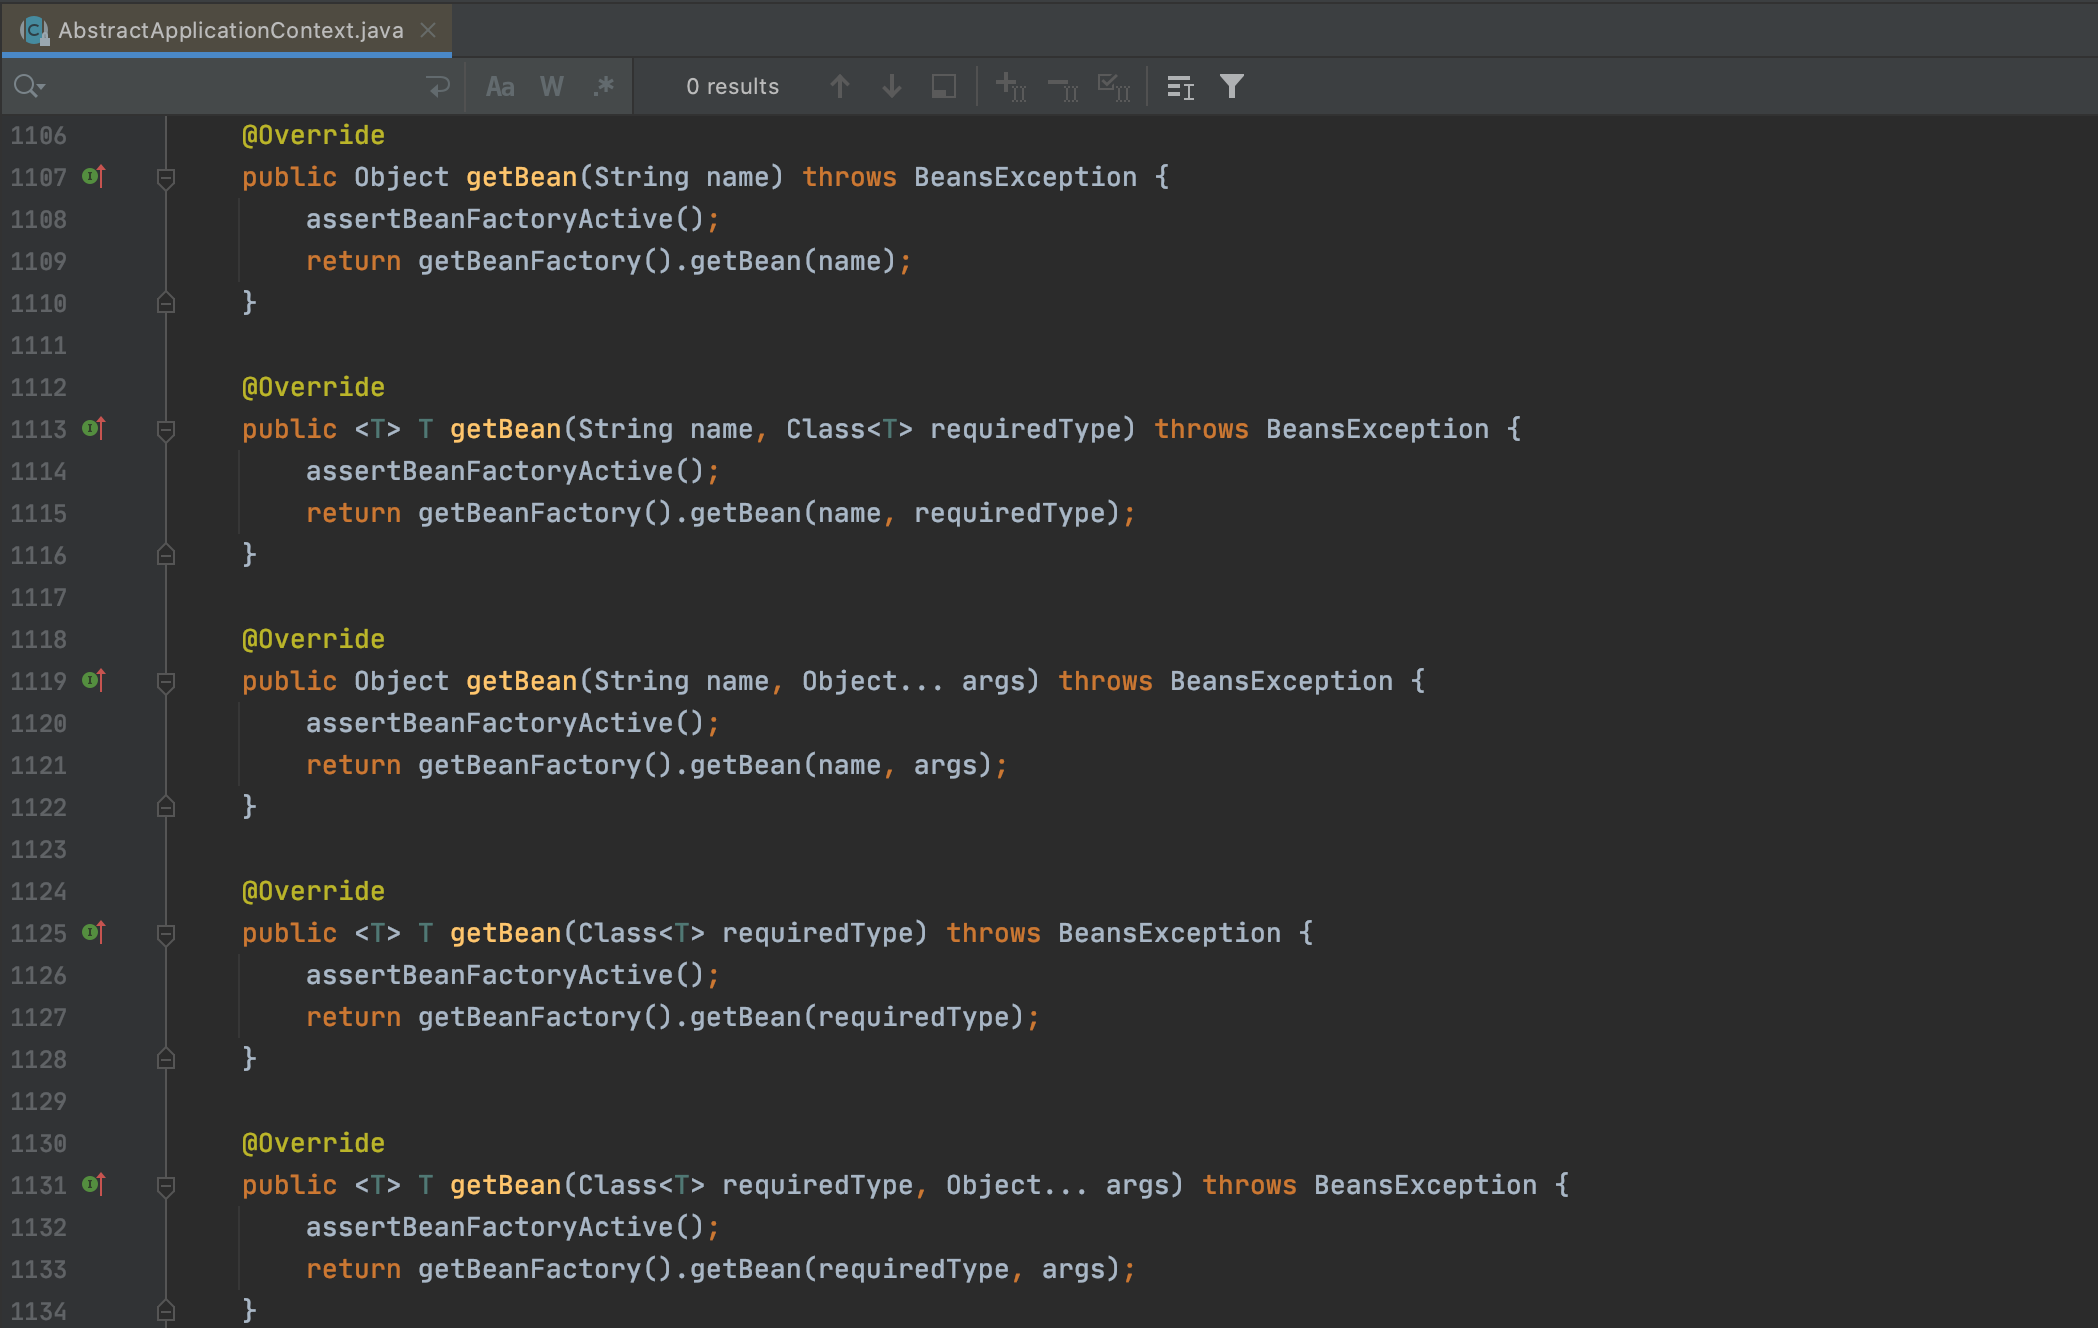 AbstractApplicationContext.java
Aa W .* 0 results
1106 @Override
1107 public Object getBean(String name) throws BeansException {
1108 assertBeanFactoryActive();
1109 return getBeanFactory().getBean(name);
1110 }
1111
1112 @Override
1113 public <T> T getBean(String name, Class<T> requiredType) throws BeansException {
1114 assertBeanFactoryActive();
1115 return getBeanFactory().getBean(name, requiredType);
1116 }
1117
1118 @Override
1119 public Object getBean(String name, Object... args) throws BeansException {
1120 assertBeanFactoryActive();
1121 return getBeanFactory().getBean(name, args);
1122 }
1123
1124 @Override
1125 public <T> T getBean(Class<T> requiredType) throws BeansException {
1126 assertBeanFactoryActive();
1127 return getBeanFactory().getBean(requiredType);
1128 }
1129
1130 @Override
1131 public <T> T getBean(Class<T> requiredType, Object... args) throws BeansException {
1132 assertBeanFactoryActive();
1133 return getBeanFactory().getBean(requiredType, args);
1134 }